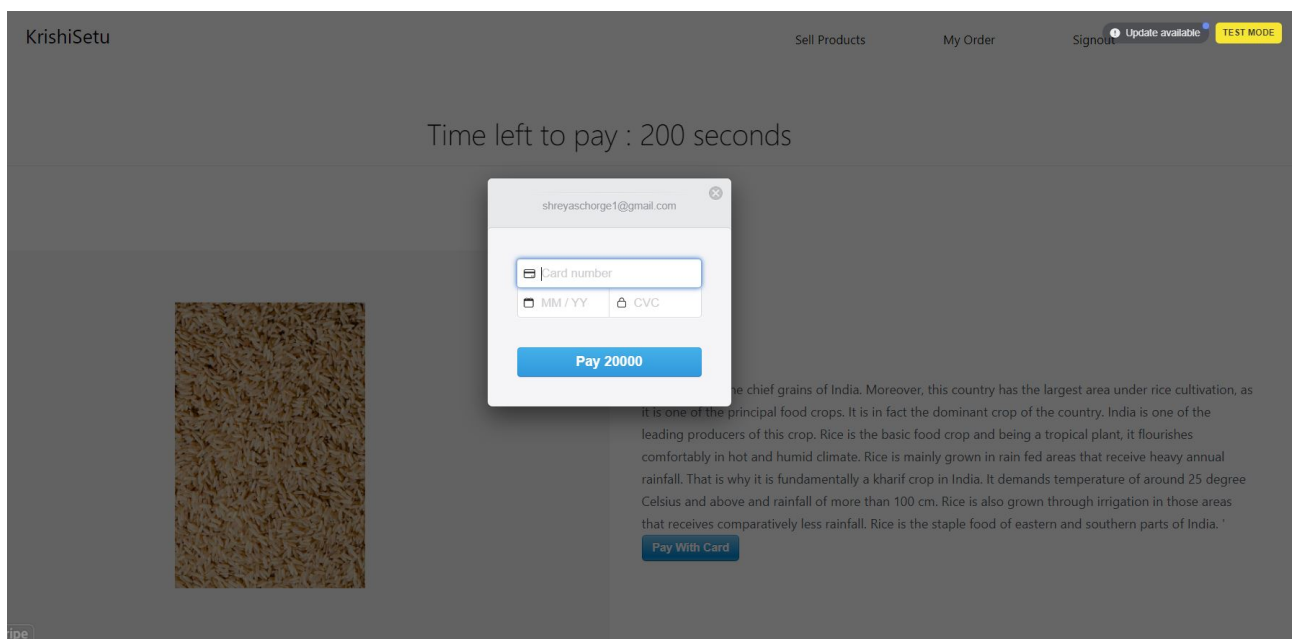 KrishiSetu
Sell Products
My Order
Signout
Update available
TEST MODE
Time left to pay : 200 seconds
shreyaschorge1@gmail.com
Card number
MM / YY
CVC
Pay 20000
chief grains of India. Moreover, this country has the largest area under rice cultivation, as
it is one of the principal food crops. It is in fact the dominant crop of the country. India is one of the
leading producers of this crop. Rice is the basic food crop and being a tropical plant, it flourishes
comfortably in hot and humid climate. Rice is mainly grown in rain fed areas that receive heavy annual
rainfall. That is why it is fundamentally a kharif crop in India. It demands temperature of around 25 degree
Celsius and above and rainfall of more than 100 cm. Rice is also grown through irrigation in those areas
that receives comparatively less rainfall. Rice is the staple food of eastern and southern parts of India. '
Pay With Card